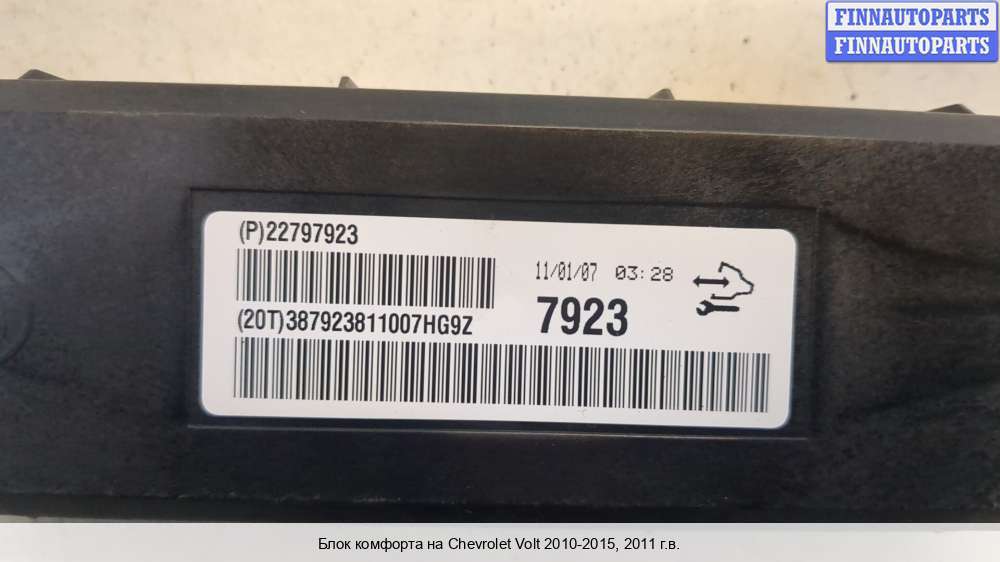 FINNAUTOPARTS
FINNAUTOPARTS
(P)22797923
11/01/07 03:28
7923
(20T)387923811007HG9Z
Блок комфорта на Chevrolet Volt 2010-2015, 2011 г.в.